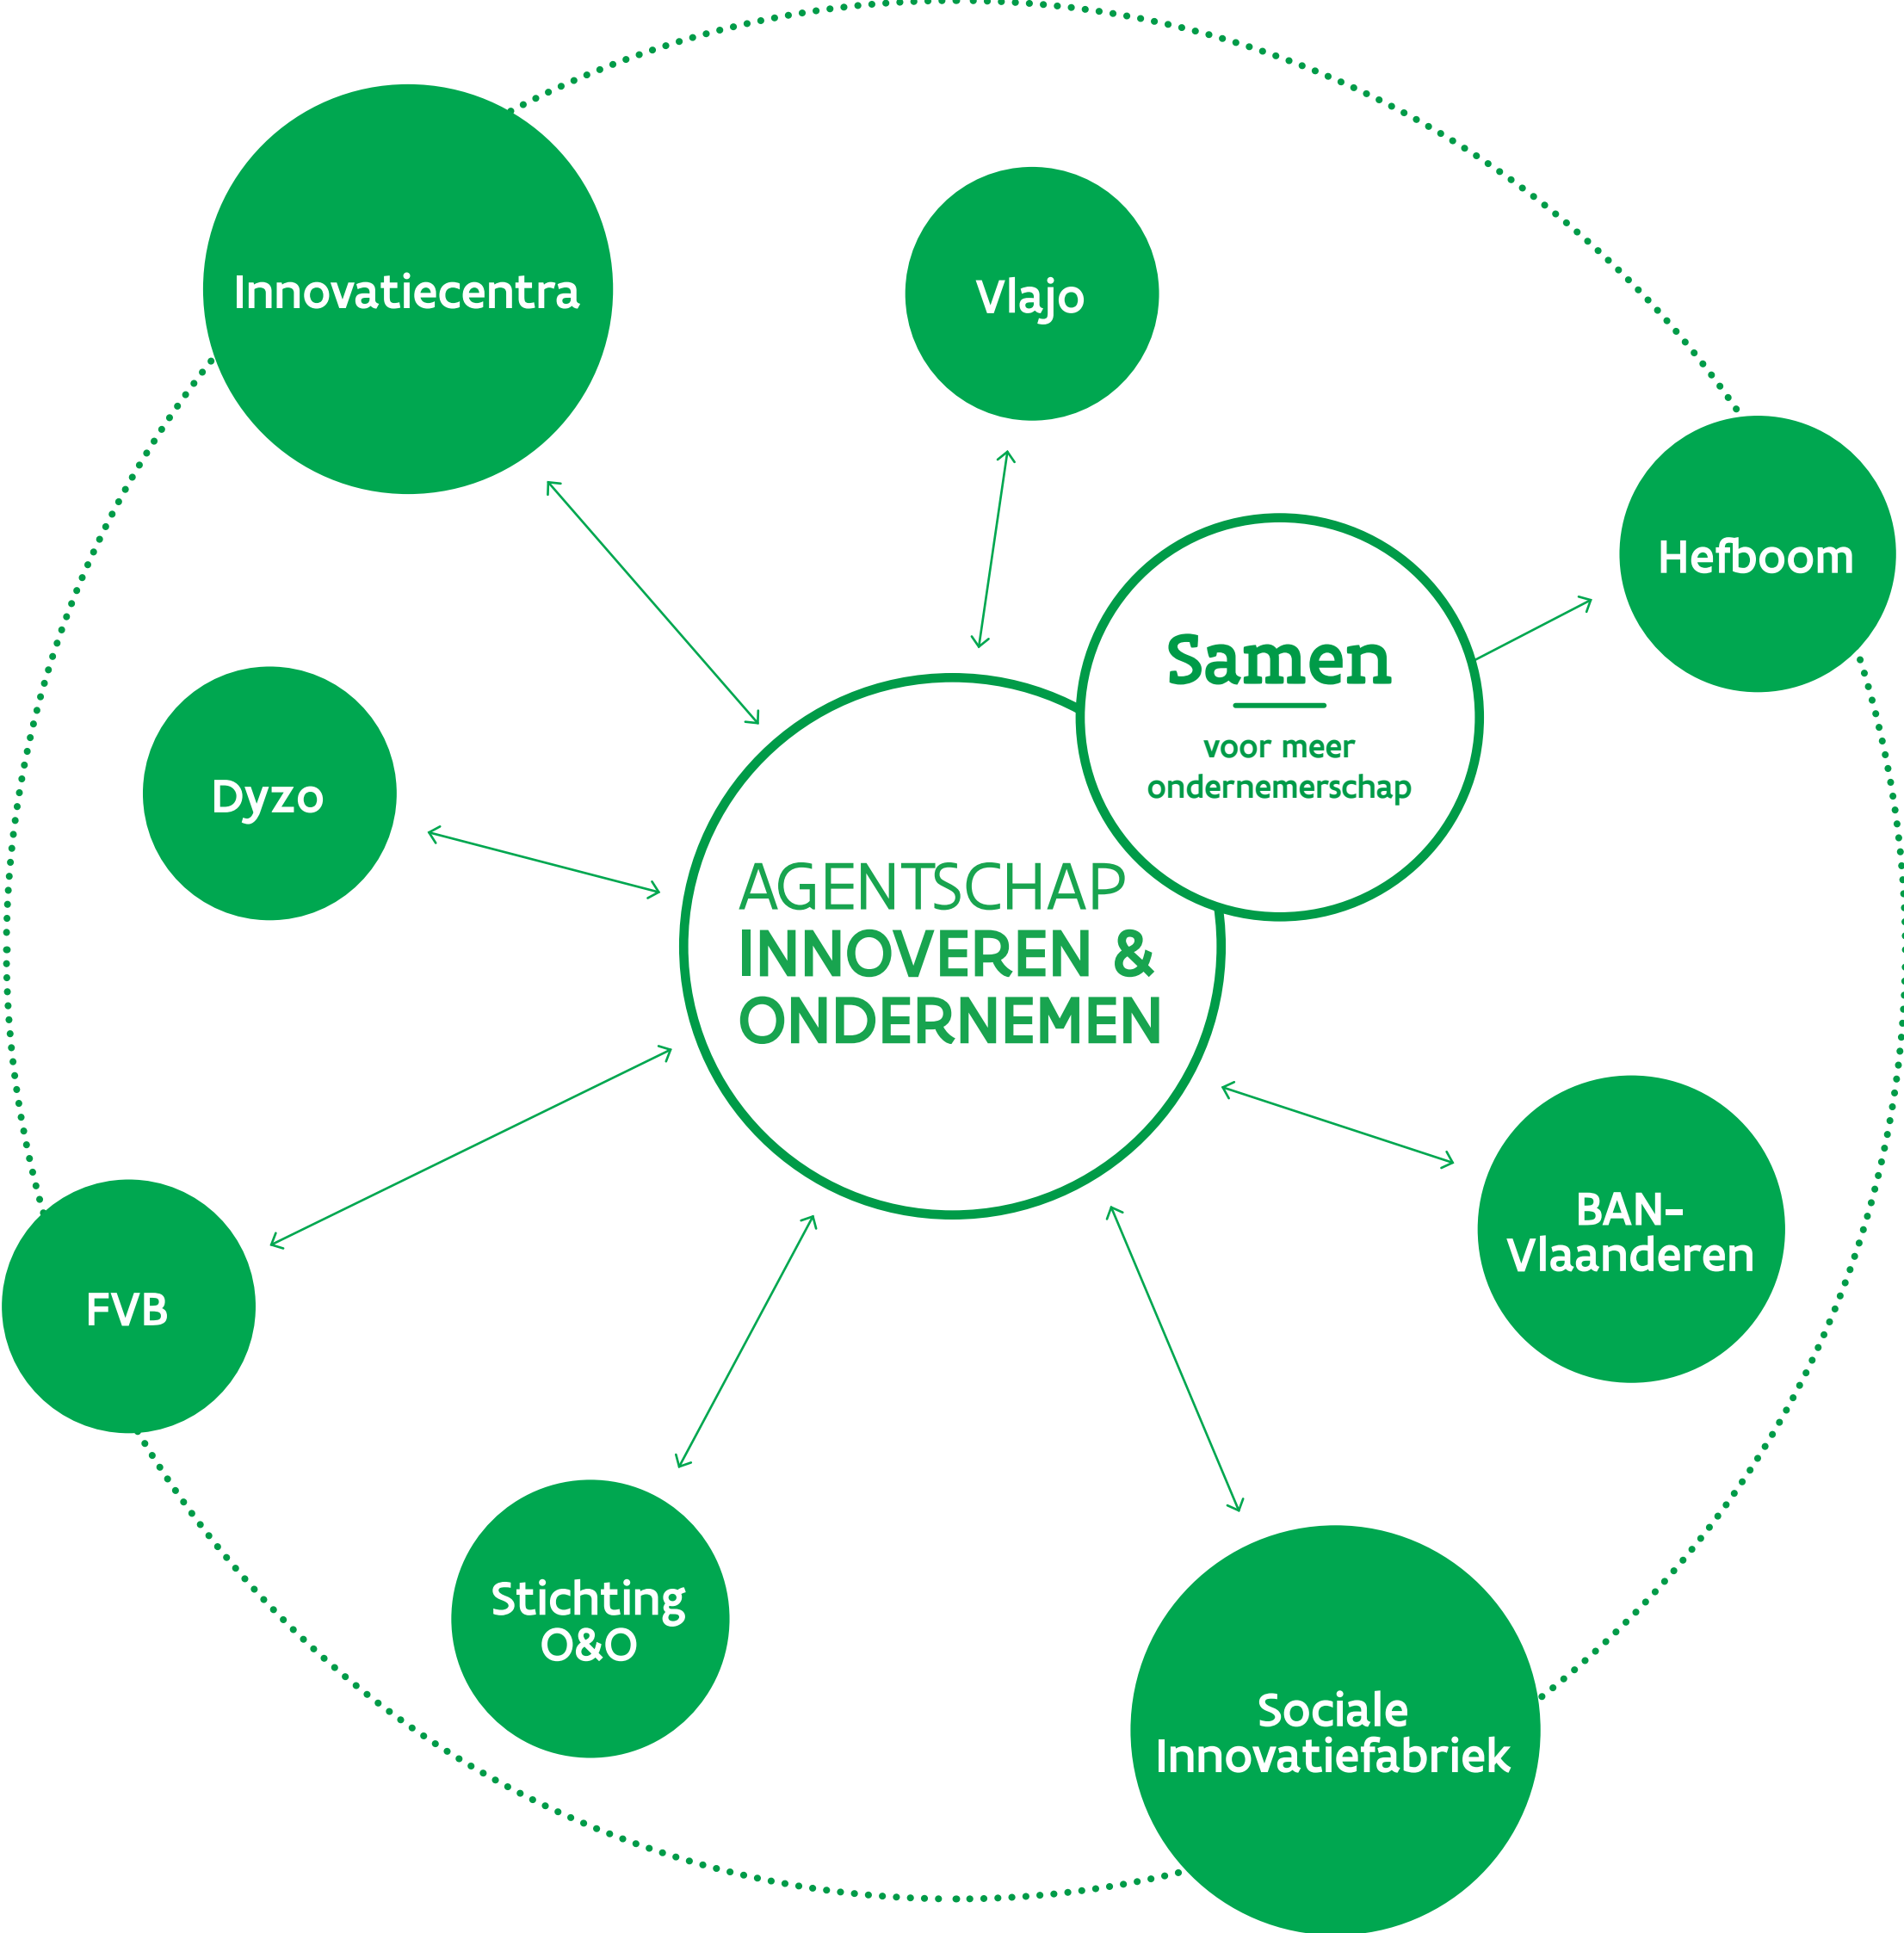 Innovatiecentra
Vlajo
Hefboom
Samen
voor meer
ondernemerschap
Dyzo
AGENTSCHAP
INNOVEREN &
ONDERNEMEN
BAN-
Vlaanderen
FVB
Stichting
O&O
Sociale
Innovatiefabriek